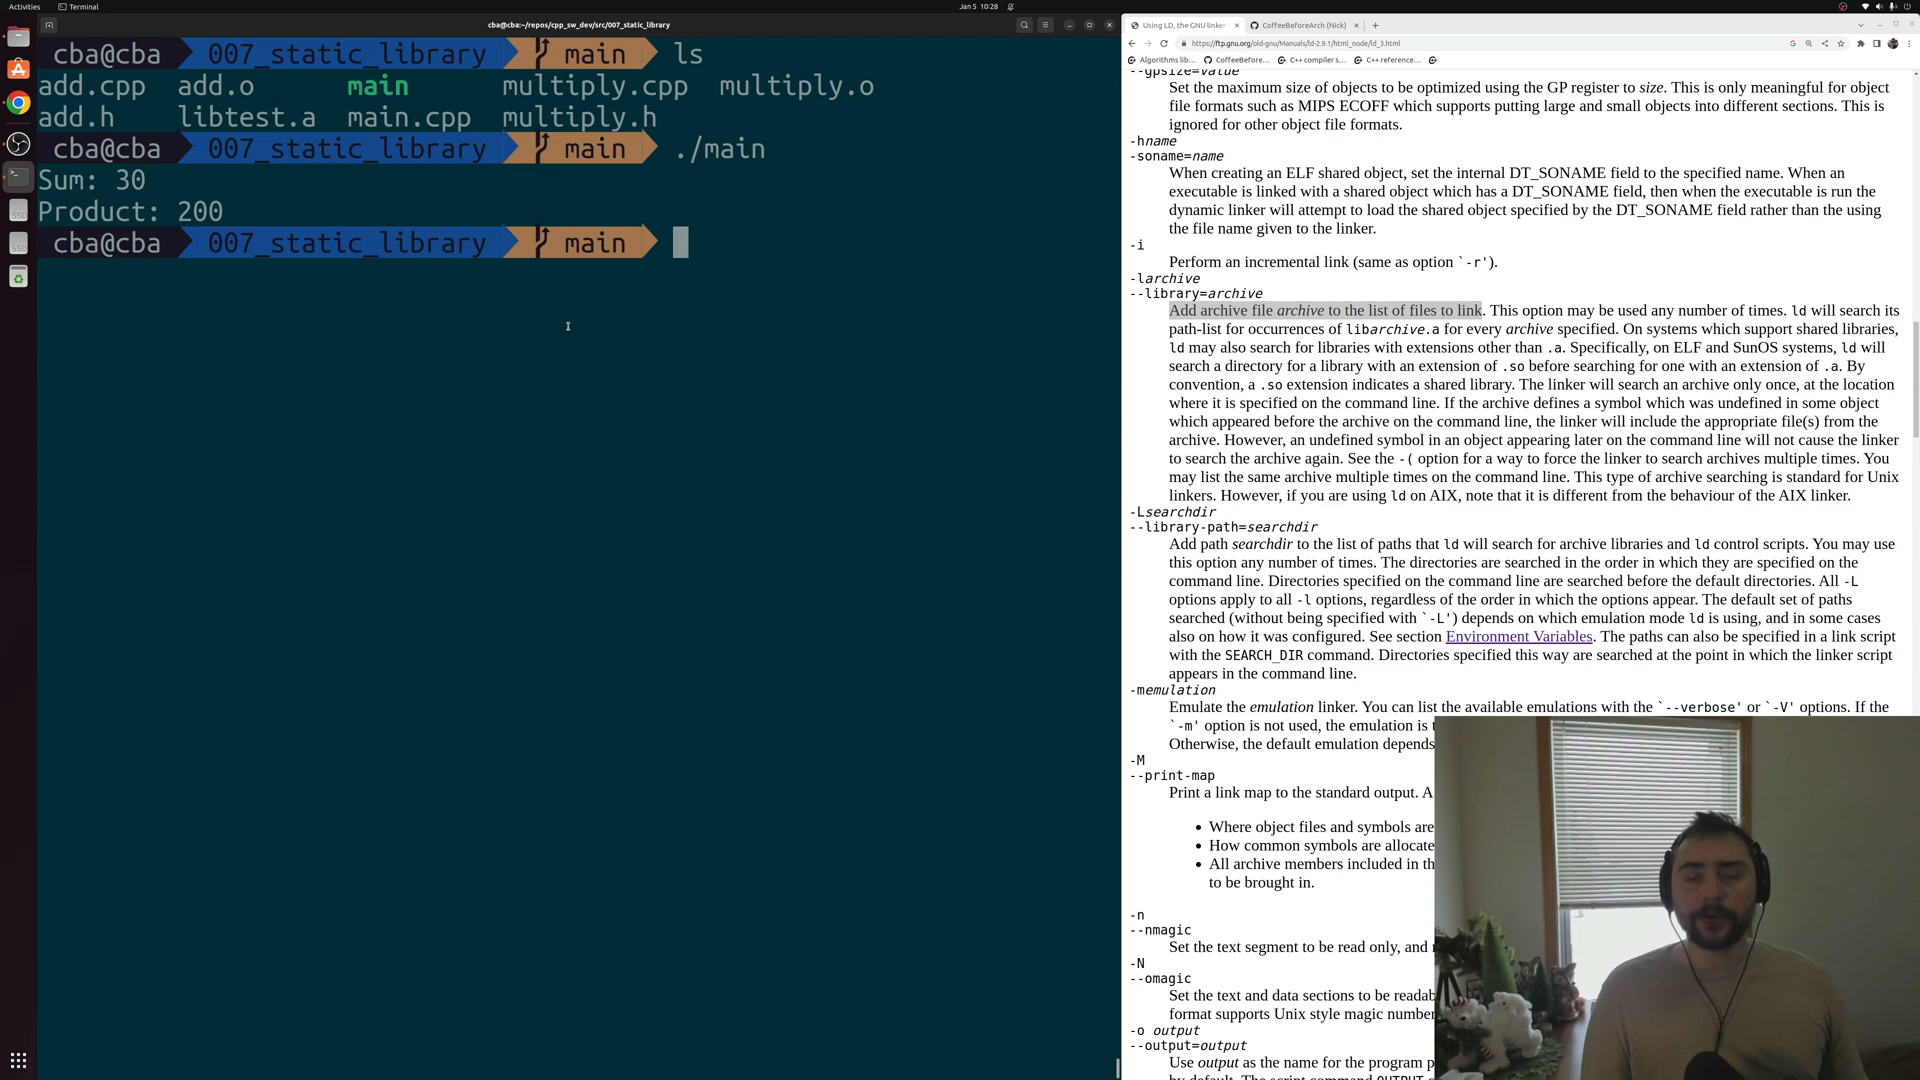 Activities
Terminal
Jan 5 10:28
cba@cba:~/repos/cpp_sw_dev/src/007_static_library
cba@cba 007_static_library main ls
add.cpp add.o main multiply.cpp multiply.o
add.h libtest.a main.cpp multiply.h
cba@cba 007_static_library main ./main
Sum: 30
Product: 200
cba@cba 007_static_library main
Using LD, the GNU linker
CoffeeBeforeArch (Nick)
https://ftp.gnu.org/old-gnu/Manuals/ld-2.9.1/html_node/ld_3.html
Algorithms lib... CoffeeBefore... C++ compiler s... C++ reference...
--gpsize=value
Set the maximum size of objects to be optimized using the GP register to size. This is only meaningful for object
file formats such as MIPS ECOFF which supports putting large and small objects into different sections. This is
ignored for other object file formats.
-hname
-soname=name
When creating an ELF shared object, set the internal DT_SONAME field to the specified name. When an
executable is linked with a shared object which has a DT_SONAME field, then when the executable is run the
dynamic linker will attempt to load the shared object specified by the DT_SONAME field rather than the using
the file name given to the linker.
-i
Perform an incremental link (same as option `-r').
-larchive
--library=archive
Add archive file archive to the list of files to link. This option may be used any number of times. ld will search its
path-list for occurrences of libarchive.a for every archive specified. On systems which support shared libraries,
ld may also search for libraries with extensions other than .a. Specifically, on ELF and SunOS systems, ld will
search a directory for a library with an extension of .so before searching for one with an extension of .a. By
convention, a .so extension indicates a shared library. The linker will search an archive only once, at the location
where it is specified on the command line. If the archive defines a symbol which was undefined in some object
which appeared before the archive on the command line, the linker will include the appropriate file(s) from the
archive. However, an undefined symbol in an object appearing later on the command line will not cause the linker
to search the archive again. See the -( option for a way to force the linker to search archives multiple times. You
may list the same archive multiple times on the command line. This type of archive searching is standard for Unix
linkers. However, if you are using ld on AIX, note that it is different from the behaviour of the AIX linker.
-Lsearchdir
--library-path=searchdir
Add path searchdir to the list of paths that ld will search for archive libraries and ld control scripts. You may use
this option any number of times. The directories are searched in the order in which they are specified on the
command line. Directories specified on the command line are searched before the default directories. All -L
options apply to all -l options, regardless of the order in which the options appear. The default set of paths
searched (without being specified with `-L') depends on which emulation mode ld is using, and in some cases
also on how it was configured. See section Environment Variables. The paths can also be specified in a link script
with the SEARCH_DIR command. Directories specified this way are searched at the point in which the linker script
appears in the command line.
-memulation
Emulate the emulation linker. You can list the available emulations with the `--verbose' or `-V' options. If the
`-m' option is not used, the emulation is t
Otherwise, the default emulation depends
-M
--print-map
Print a link map to the standard output. A
Where object files and symbols are
How common symbols are allocate
All archive members included in th
to be brought in.
-n
--nmagic
Set the text segment to be read only, and
-N
--omagic
Set the text and data sections to be readab
format supports Unix style magic number
-o output
--output=output
Use output as the name for the program p